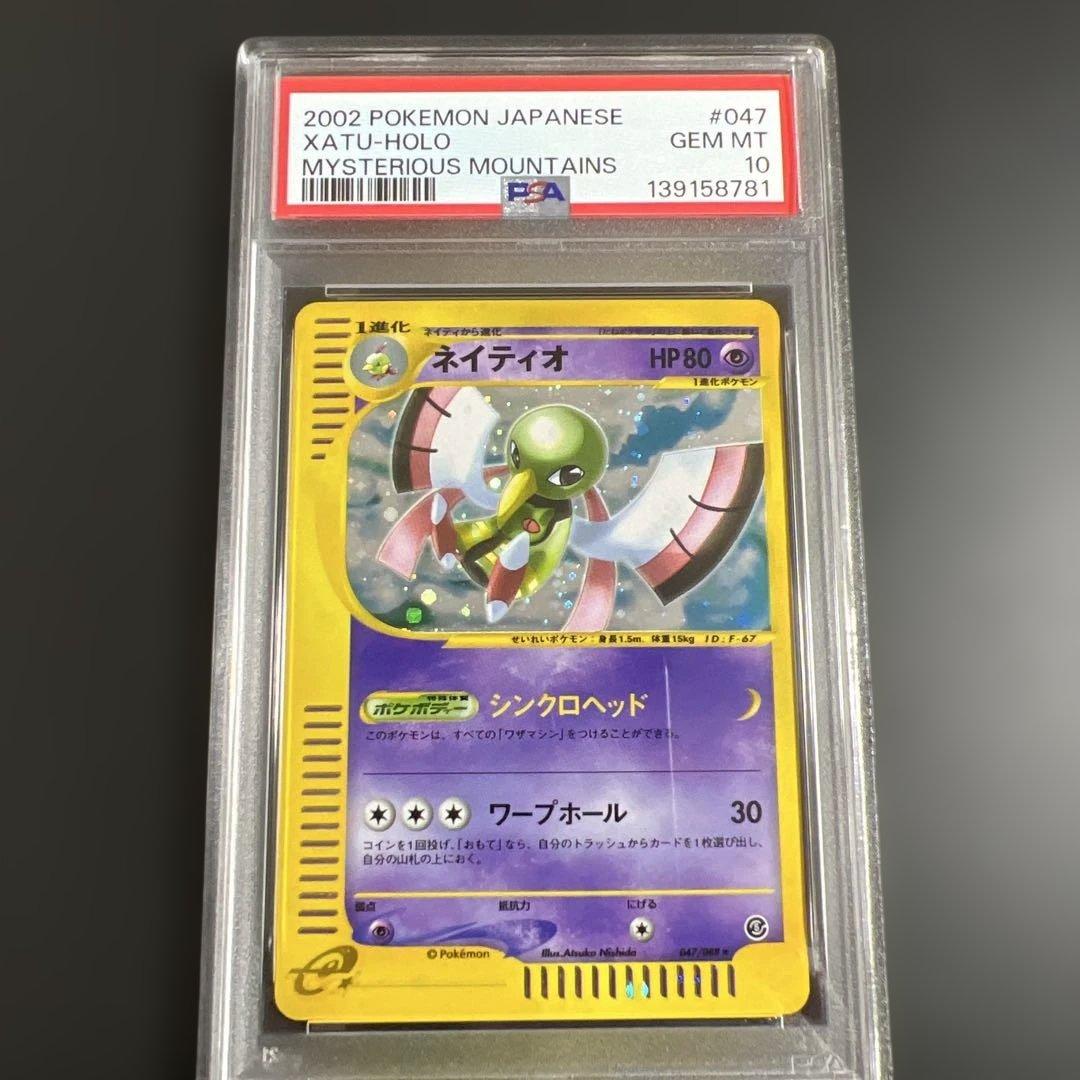 2002 POKEMON JAPANESE #047
XATU-HOLO GEM MT
MYSTERIOUS MOUNTAINS 10
PSA 139158781
1進化 ネイティから進化
ネイティオ HP80
1進化ポケモン
せいれいポケモン:身長1.5m 体重15kg ID:F-67
特殊体質
ポケボディー シンクロヘッド
このポケモンは、すべての「ワザマシン」をつけることができる。
ワープホール 30
コインを1回投げ、「おもて」なら、自分のトラッシュからカードを1枚選び出し、
自分の山札の上におく。
弱点 抵抗力 にげる
©Pokémon Illus.Atsuko Nishida 047/088
e